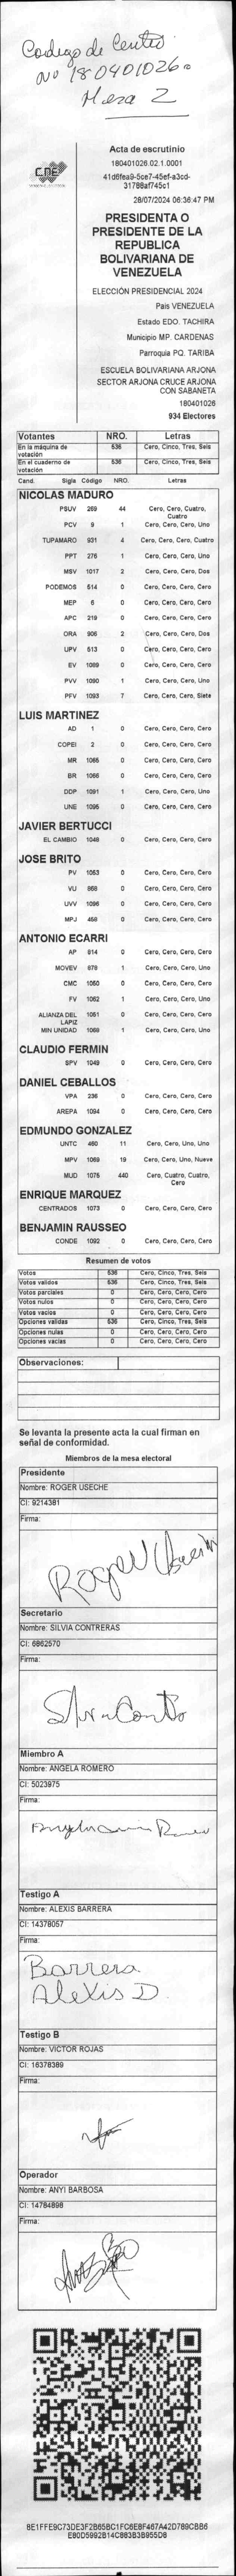 Codigo de Centro
Nº 180401026.
Mesa 2
CNE
Acta de escrutinio
180401026.02.1.0001
41d6fea9-5ce7-45ef-a3cd-
31788af745c1
28/07/2024 06:36:47 PM
PRESIDENTA O
PRESIDENTE DE LA
REPUBLICA
BOLIVARIANA DE
VENEZUELA
ELECCIÓN PRESIDENCIAL 2024
Pais VENEZUELA
Estado EDO. TACHIRA
Municipio MP. CARDENAS
Parroquia PQ. TARIBA
ESCUELA BOLIVARIANA ARJONA
SECTOR ARJONA CRUCE ARJONA
CON SABANETA
180401026
934 Electores
Votantes NRO. Letras
En la máquina de votación 536 Cero, Cinco, Tres, Seis
En el cuaderno de votación 536 Cero, Cinco, Tres, Seis
Cand. Sigla Código NRO. Letras
NICOLAS MADURO
PSUV 269 44 Cero, Cero, Cuatro, Cuatro
PCV 9 1 Cero, Cero, Cero, Uno
TUPAMARO 931 4 Cero, Cero, Cero, Cuatro
PPT 276 1 Cero, Cero, Cero, Uno
MSV 1017 2 Cero, Cero, Cero, Dos
PODEMOS 514 0 Cero, Cero, Cero, Cero
MEP 6 0 Cero, Cero, Cero, Cero
APC 219 0 Cero, Cero, Cero, Cero
ORA 906 2 Cero, Cero, Cero, Dos
UPV 513 0 Cero, Cero, Cero, Cero
EV 1089 0 Cero, Cero, Cero, Cero
PVV 1090 1 Cero, Cero, Cero, Uno
PFV 1093 7 Cero, Cero, Cero, Siete
LUIS MARTINEZ
AD 1 0 Cero, Cero, Cero, Cero
COPEI 2 0 Cero, Cero, Cero, Cero
MR 1065 0 Cero, Cero, Cero, Cero
BR 1066 0 Cero, Cero, Cero, Cero
DDP 1091 1 Cero, Cero, Cero, Uno
UNE 1095 0 Cero, Cero, Cero, Cero
JAVIER BERTUCCI
EL CAMBIO 1048 0 Cero, Cero, Cero, Cero
JOSE BRITO
PV 1053 0 Cero, Cero, Cero, Cero
VU 868 0 Cero, Cero, Cero, Cero
UVV 1096 0 Cero, Cero, Cero, Cero
MPJ 458 0 Cero, Cero, Cero, Cero
ANTONIO ECARRI
AP 814 0 Cero, Cero, Cero, Cero
MOVEV 878 1 Cero, Cero, Cero, Uno
CMC 1050 0 Cero, Cero, Cero, Cero
FV 1062 1 Cero, Cero, Cero, Uno
ALIANZA DEL LAPIZ 1051 0 Cero, Cero, Cero, Cero
MIN UNIDAD 1088 1 Cero, Cero, Cero, Uno
CLAUDIO FERMIN
SPV 1049 0 Cero, Cero, Cero, Cero
DANIEL CEBALLOS
VPA 236 0 Cero, Cero, Cero, Cero
AREPA 1094 0 Cero, Cero, Cero, Cero
EDMUNDO GONZALEZ
UNTC 460 11 Cero, Cero, Uno, Uno
MPV 1069 19 Cero, Cero, Uno, Nueve
MUD 1076 440 Cero, Cuatro, Cuatro, Cero
ENRIQUE MARQUEZ
CENTRADOS 1073 0 Cero, Cero, Cero, Cero
BENJAMIN RAUSSEO
CONDE 1092 0 Cero, Cero, Cero, Cero
Resumen de votos
Votos 536 Cero, Cinco, Tres, Seis
Votos validos 536 Cero, Cinco, Tres, Seis
Votos parciales 0 Cero, Cero, Cero, Cero
Votos nulos 0 Cero, Cero, Cero, Cero
Votos vacios 0 Cero, Cero, Cero, Cero
Opciones validas 536 Cero, Cinco, Tres, Seis
Opciones nulas 0 Cero, Cero, Cero, Cero
Opciones vacias 0 Cero, Cero, Cero, Cero
Observaciones:
Se levanta la presente acta la cual firman en
señal de conformidad.
Miembros de la mesa electoral
Presidente
Nombre: ROGER USECHE
CI: 9214381
Firma:
Roger Useche
Secretario
Nombre: SILVIA CONTRERAS
CI: 6862570
Firma:
Miembro A
Nombre: ANGELA ROMERO
CI: 5023975
Firma:
Testigo A
Nombre: ALEXIS BARRERA
CI: 14378057
Firma:
Barrera
Alexis D
Testigo B
Nombre: VICTOR ROJAS
CI: 16378389
Firma:
Operador
Nombre: ANYI BARBOSA
CI: 14784898
Firma:
8E1FFE9C73DE3F2B65BC1FC6E8F467A42D789CBB6
E80D5992B14C883B3B955D8